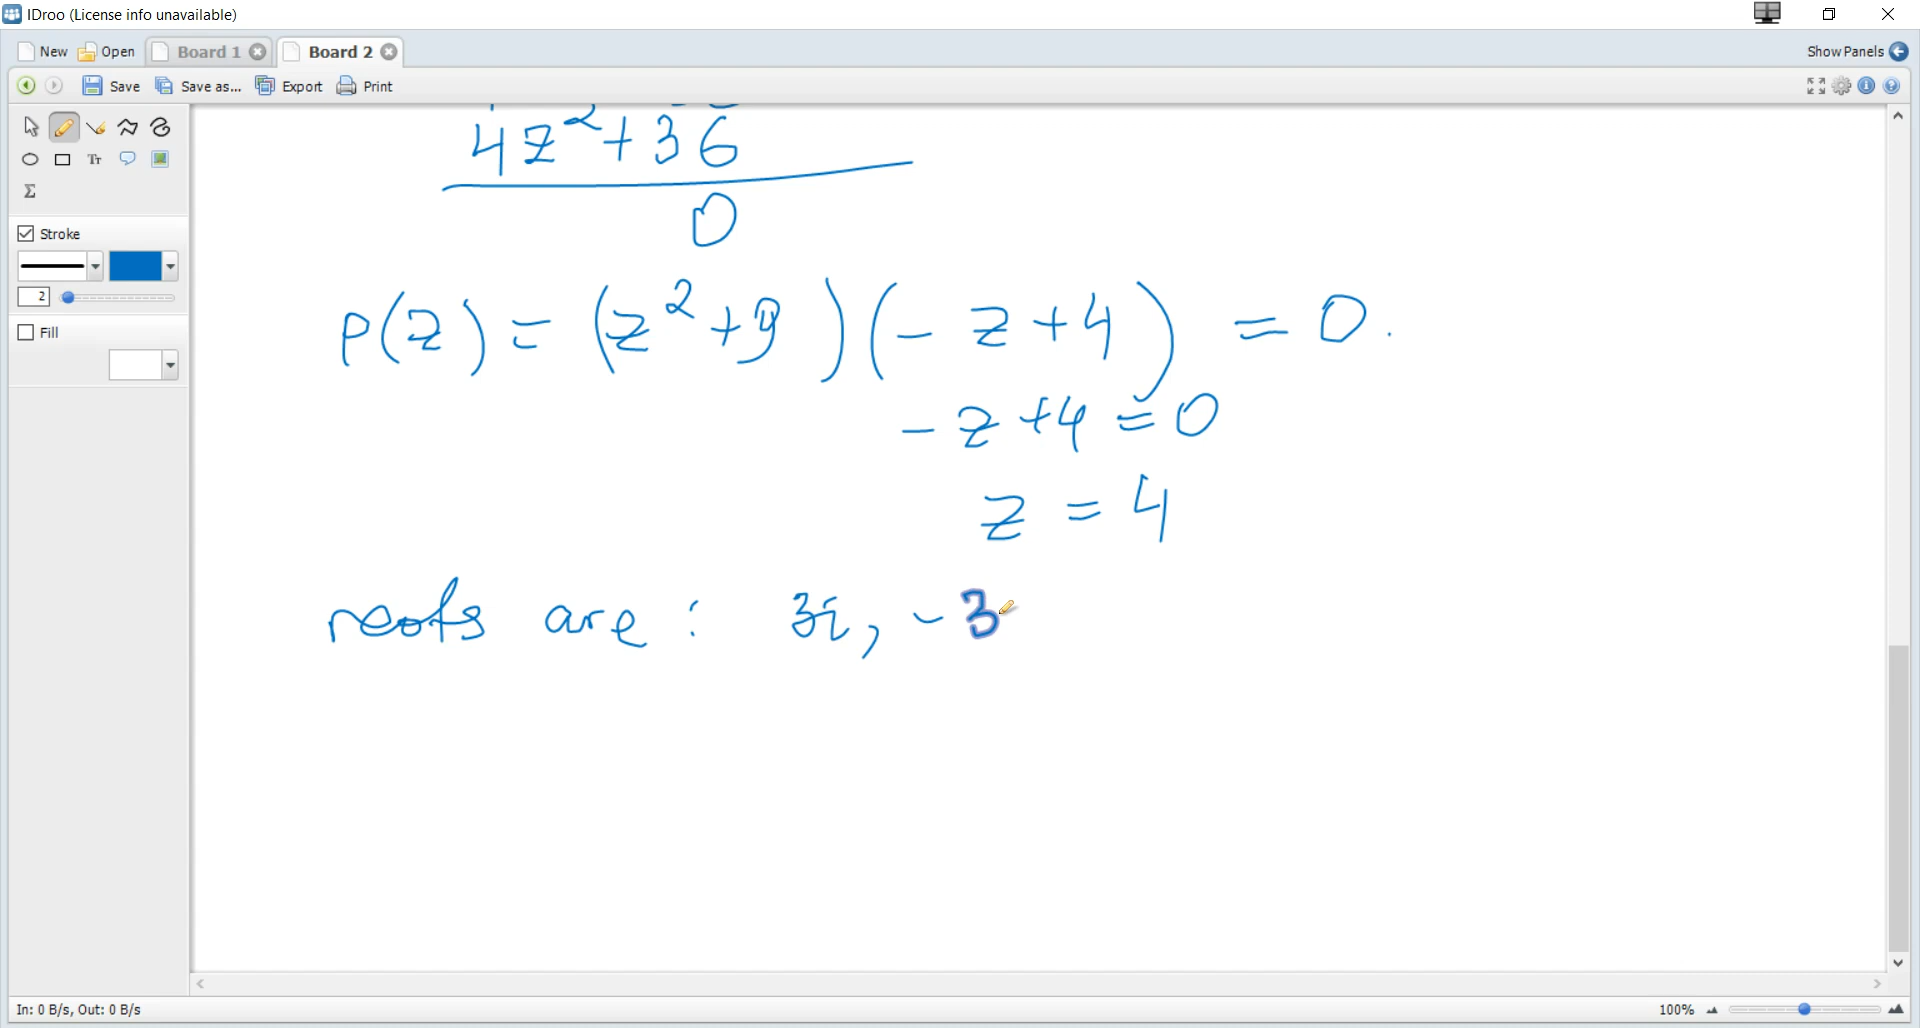 IDroo (License info unavailable)
New Open Board 1 Board 2 Show Panels
Save Save as... Export Print
Tт
Σ
Stroke
2
Fill
4z²+36
0
P(z) = (z²+9)(- z+4) = 0.
- z+4=0
z = 4
roots are : 3i, -3
In: 0 B/s, Out: 0 B/s 100%